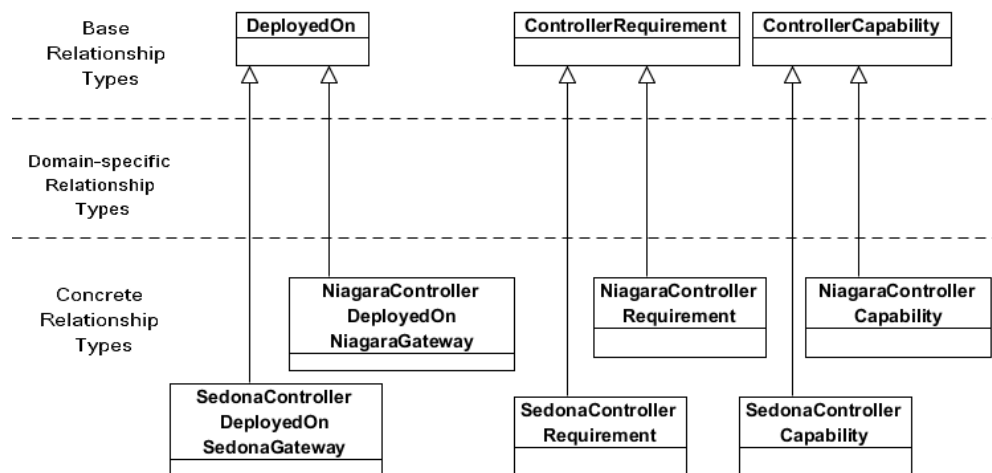 Base
Relationship
Types
DeployedOn
ControllerRequirement
ControllerCapability
Domain-specific
Relationship
Types
Concrete
Relationship
Types
NiagaraController
DeployedOn
NiagaraGateway
NiagaraController
Requirement
NiagaraController
Capability
SedonaController
DeployedOn
SedonaGateway
SedonaController
Requirement
SedonaController
Capability